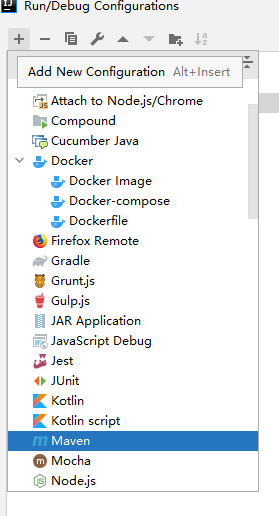 Run/Debug Configurations
Add New Configuration Alt+Insert
Attach to Node.js/Chrome
Compound
Cucumber Java
Docker
Docker Image
Docker-compose
Dockerfile
Firefox Remote
Gradle
Grunt.js
Gulp.js
JAR Application
JavaScript Debug
Jest
JUnit
Kotlin
Kotlin script
Maven
Mocha
Node.js